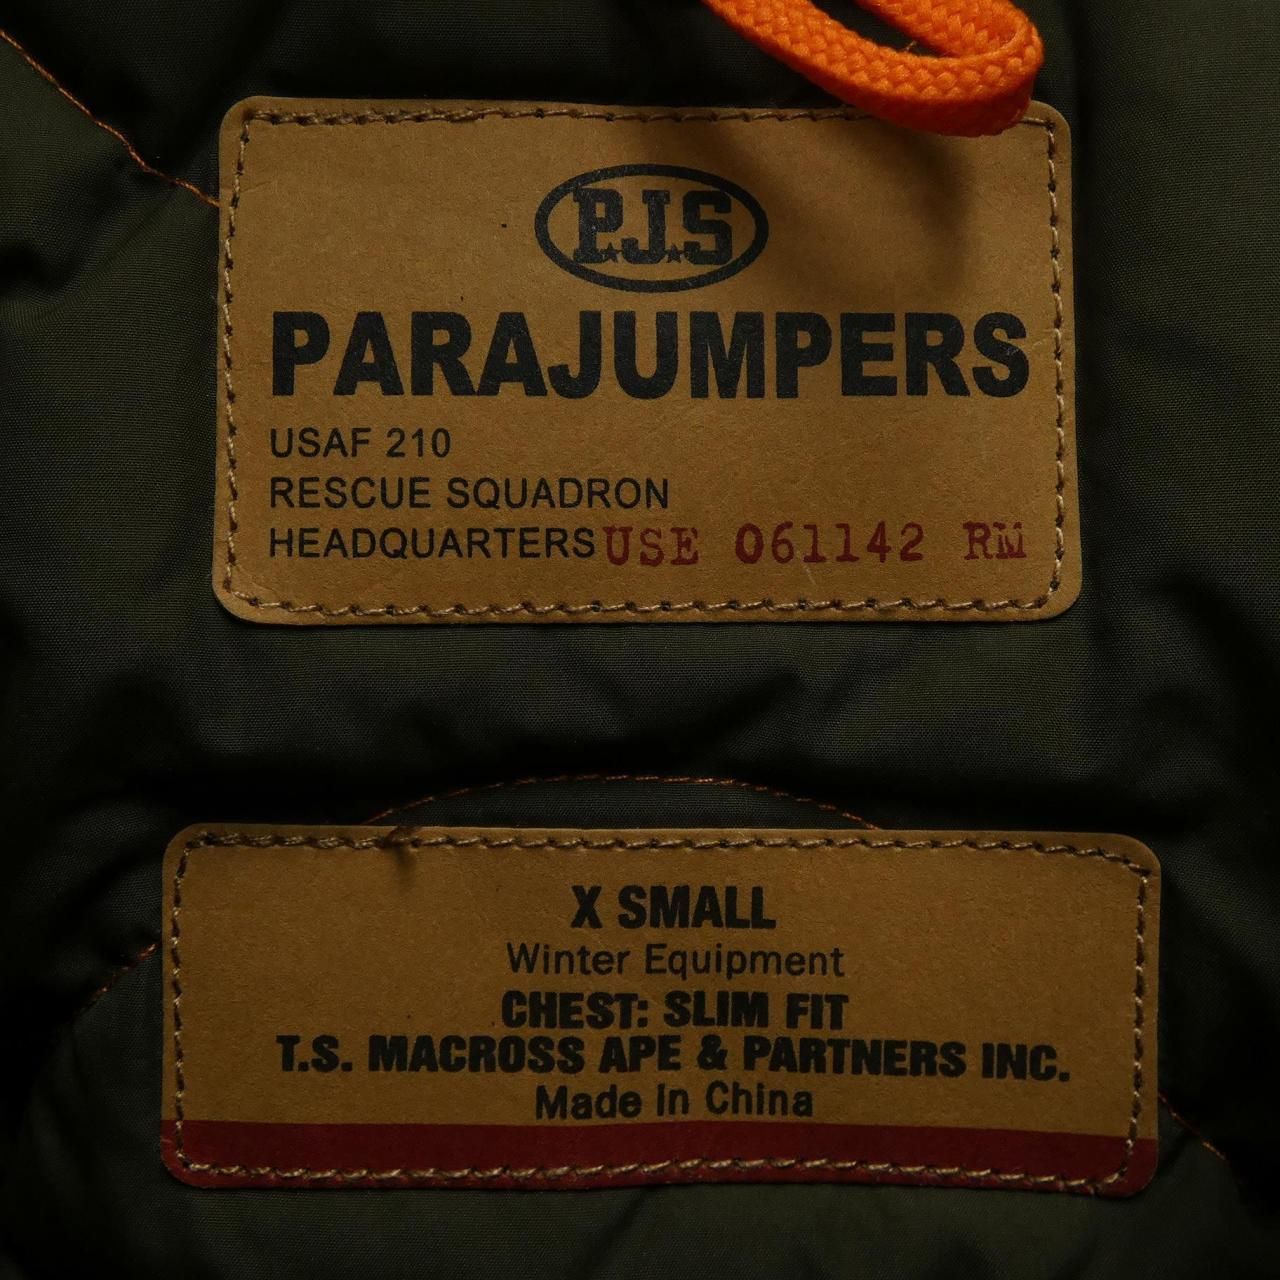 P.J.S
PARAJUMPERS
USAF 210
RESCUE SQUADRON
HEADQUARTERS USE 061142 RM
X SMALL
Winter Equipment
CHEST: SLIM FIT
T.S. MACROSS APE & PARTNERS INC.
Made In China